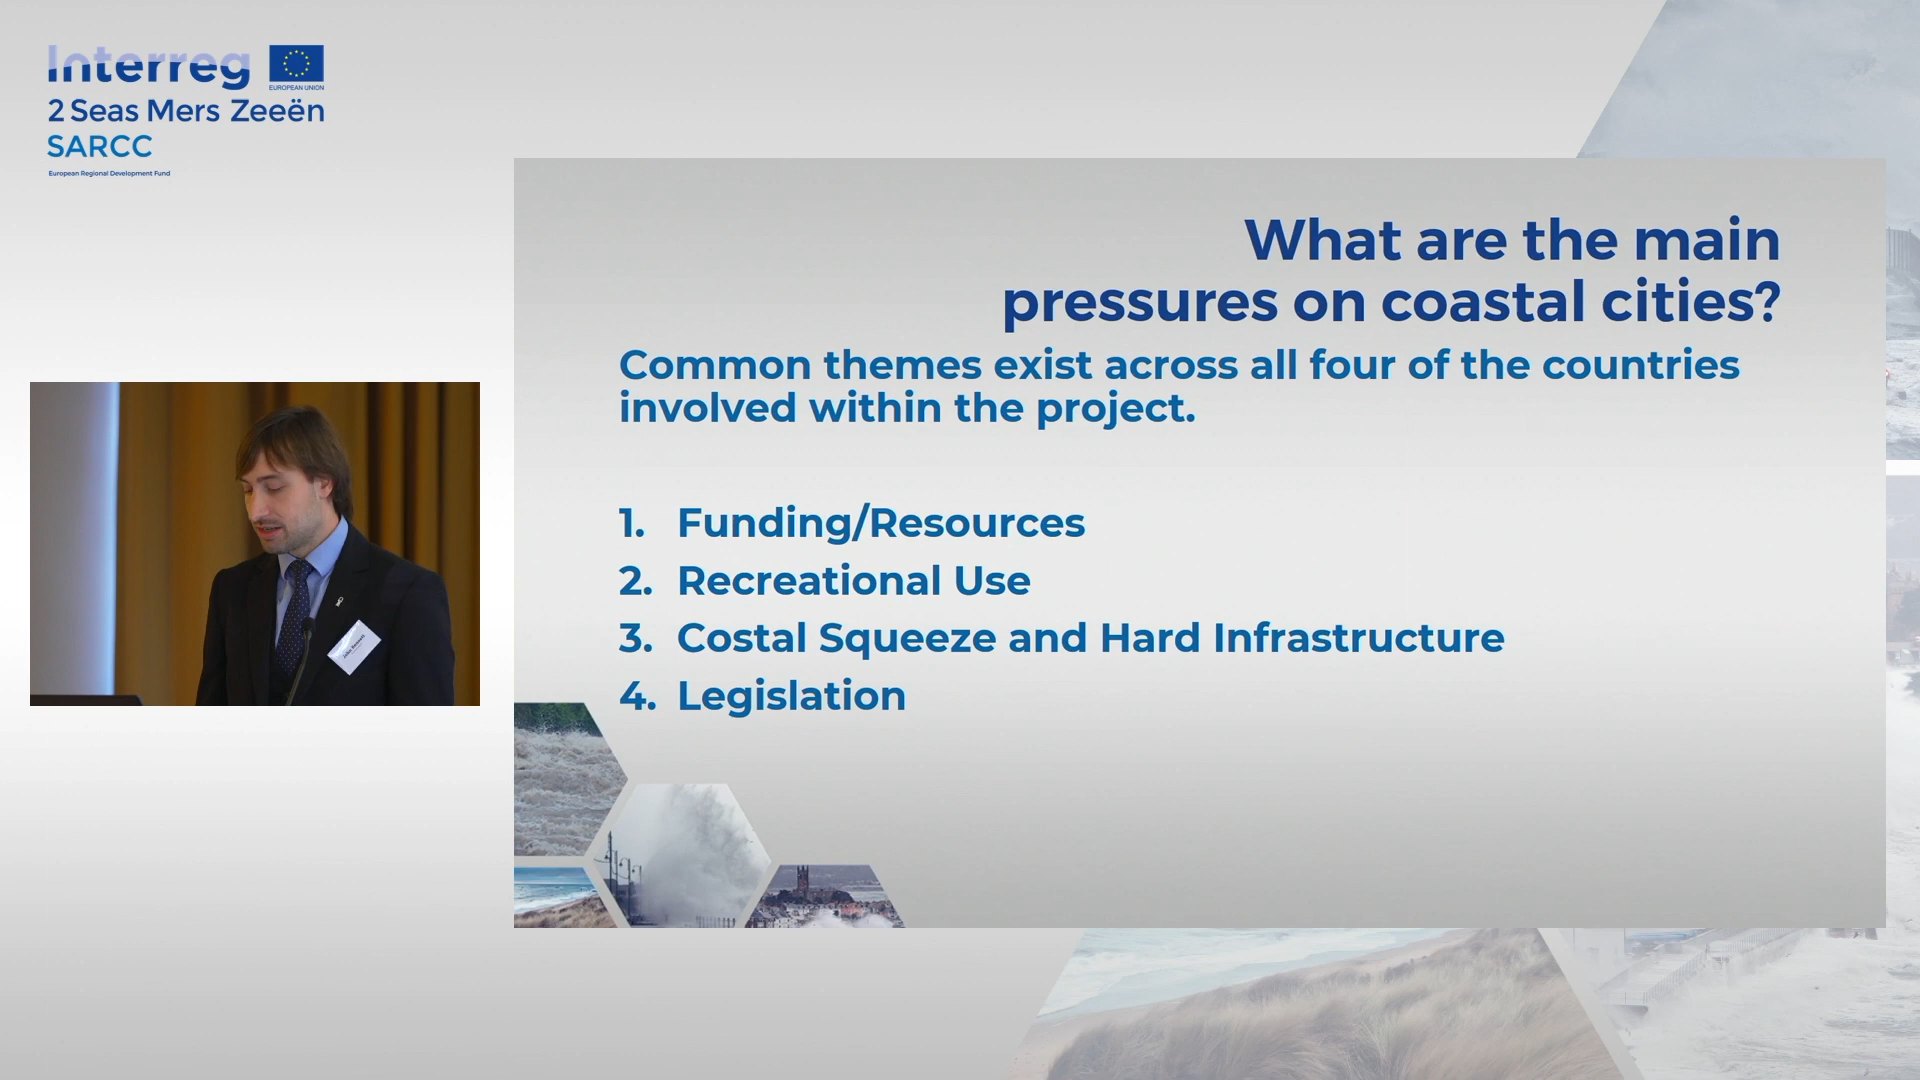 Interreg
EUROPEAN UNION
2 Seas Mers Zeeën
SARCC
European Regional Development Fund
What are the main
pressures on coastal cities?
Common themes exist across all four of the countries
involved within the project.
1. Funding/Resources
2. Recreational Use
3. Costal Squeeze and Hard Infrastructure
4. Legislation